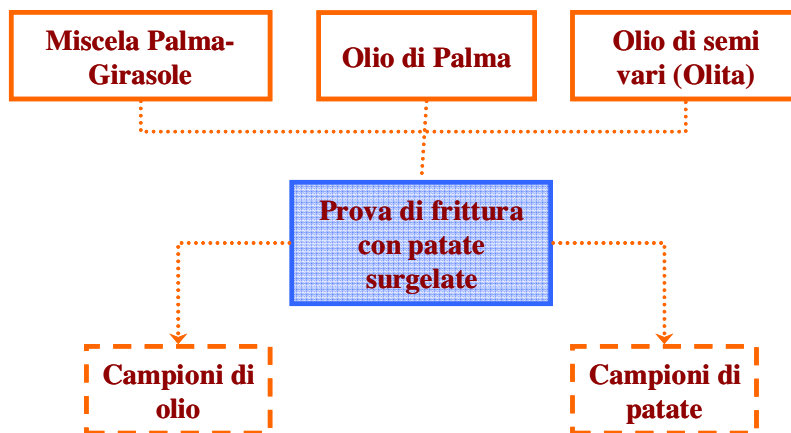 Miscela Palma-
Girasole
Olio di Palma
Olio di semi
vari (Olita)
Prova di frittura
con patate
surgelate
Campioni di
olio
Campioni di
patate